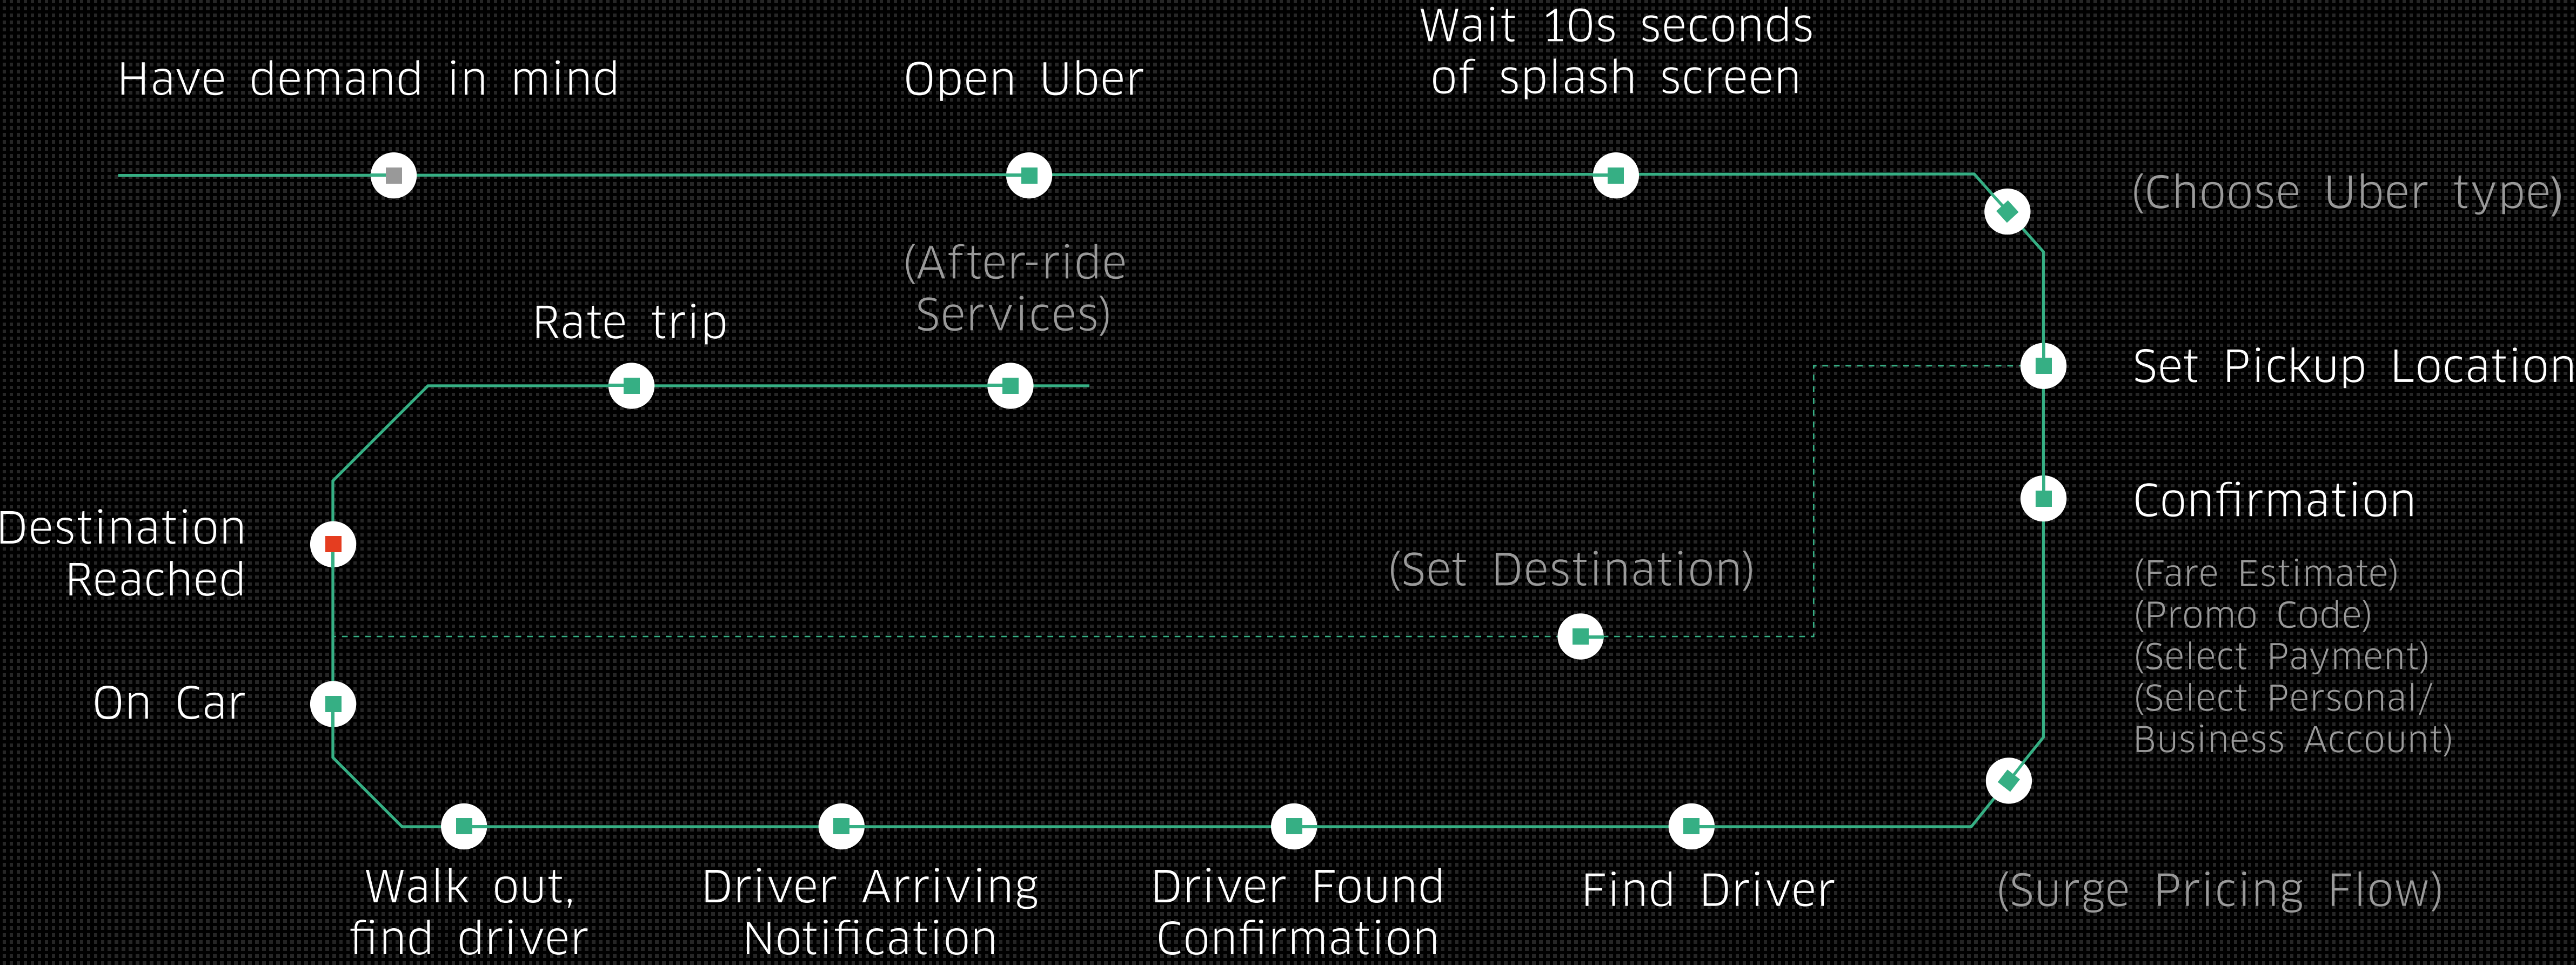 Have demand in mind
Open Uber
Wait 10s seconds
of splash screen
(Choose Uber type)
Set Pickup Location
Confirmation
(Fare Estimate)
(Promo Code)
(Select Payment)
(Select Personal/
Business Account)
(Surge Pricing Flow)
Find Driver
Driver Found
Confirmation
Driver Arriving
Notification
Walk out,
find driver
On Car
(Set Destination)
Destination
Reached
Rate trip
(After-ride
Services)